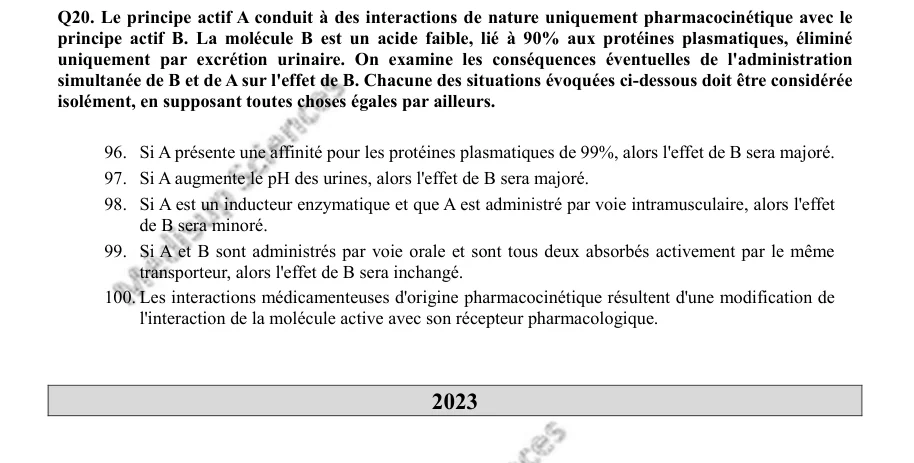 Q20. Le principe actif A conduit à des interactions de nature uniquement pharmacocinétique avec le
principe actif B. La molécule B est un acide faible, lié à 90% aux protéines plasmatiques, éliminé
uniquement par excrétion urinaire. On examine les conséquences éventuelles de l'administration
simultanée de B et de A sur l'effet de B. Chacune des situations évoquées ci-dessous doit être considérée
isolément, en supposant toutes choses égales par ailleurs.
96. Si A présente une affinité pour les protéines plasmatiques de 99%, alors l'effet de B sera majoré.
97. Si A augmente le pH des urines, alors l'effet de B sera majoré.
98. Si A est un inducteur enzymatique et que A est administré par voie intramusculaire, alors l'effet
de B sera minoré.
99. Si A et B sont administrés par voie orale et sont tous deux absorbés activement par le même
transporteur, alors l'effet de B sera inchangé.
100. Les interactions médicamenteuses d'origine pharmacocinétique résultent d'une modification de
l'interaction de la molécule active avec son récepteur pharmacologique.
Medisup sciences
2023
ces